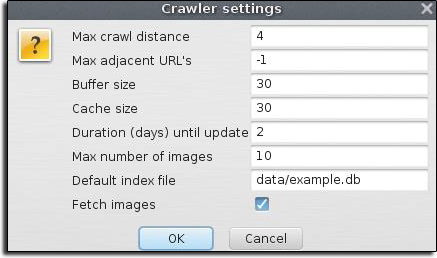 Crawler settings
Max crawl distance 4
Max adjacent URL's -1
Buffer size 30
Cache size 30
Duration (days) until update 2
Max number of images 10
Default index file data/example.db
Fetch images
OK Cancel